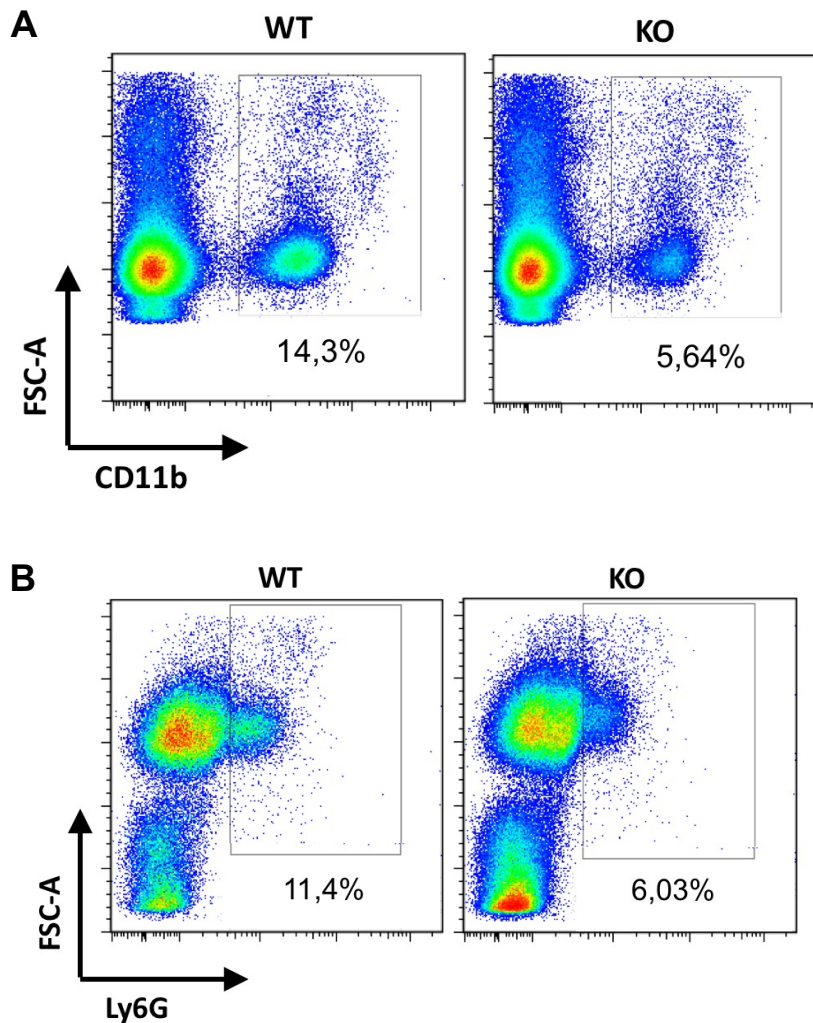 A
WT
KO
14,3%
5,64%
FSC-A
CD11b
B
WT
KO
11,4%
6,03%
FSC-A
Ly6G